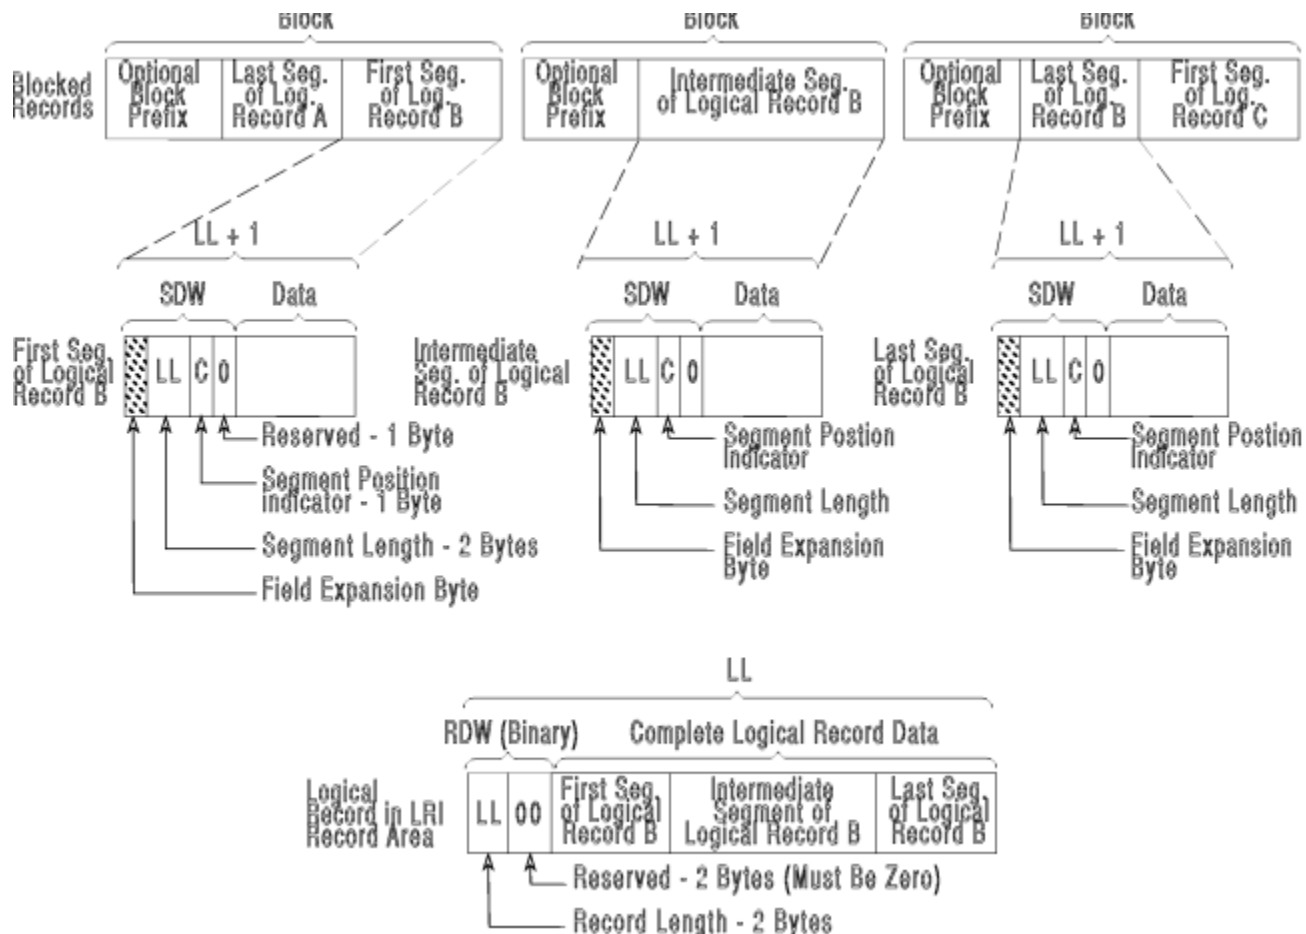 Block
Block
Block
Blocked
Records
Optional
Block
Prefix
Last Seg.
of Log.
Record A
First Seg.
of Log.
Record B
Optional
Block
Prefix
Intermediate Seg.
of Logical Record B
Optional
Block
Prefix
Last Seg.
of Log.
Record B
First Seg.
of Log.
Record C
LL + 1
LL + 1
LL + 1
SDW
Data
SDW
Data
SDW
Data
First Seg.
of Logical
Record B
LL C 0
Intermediate
Seg. of Logical
Record B
LL C 0
Last Seg.
of Logical
Record B
LL C 0
Reserved - 1 Byte
Segment Position
indicator - 1 Byte
Segment Length - 2 Bytes
Field Expansion Byte
Segment Postion
Indicator
Segment Length
Field Expansion
Byte
Segment Postion
Indicator
Segment Length
Field Expansion
Byte
LL
RDW (Binary)
Complete Logical Record Data
Logical
Record in LRI
Record Area
LL 00
First Seg.
of Logical
Record B
Intermediate
Segment of
Logical Record B
Last Seg.
of Logical
Record B
Reserved - 2 Bytes (Must Be Zero)
Record Length - 2 Bytes